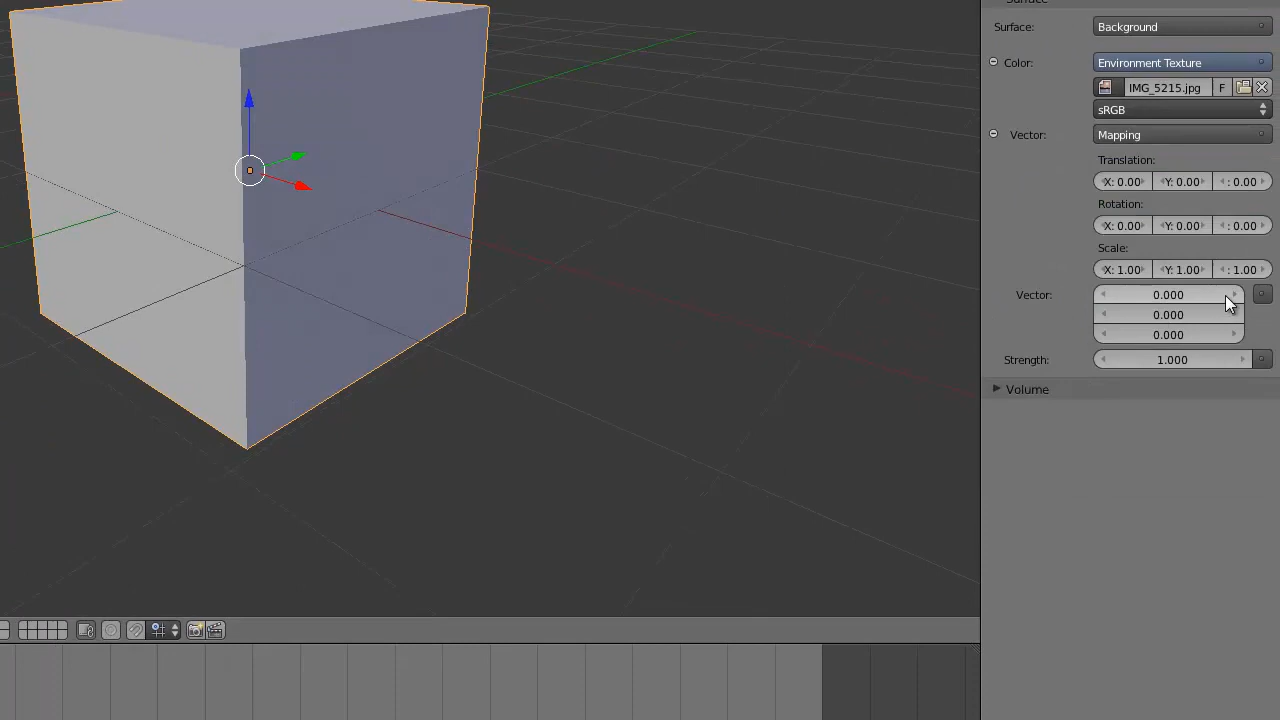 Surface
Surface: Background
Color: Environment Texture
IMG_5215.jpg F
sRGB
Vector: Mapping
Translation:
X: 0.00 Y: 0.00 : 0.00
Rotation:
X: 0.00 Y: 0.00 : 0.00
Scale:
X: 1.00 Y: 1.00 : 1.00
Vector: 0.000
0.000
0.000
Strength: 1.000
Volume